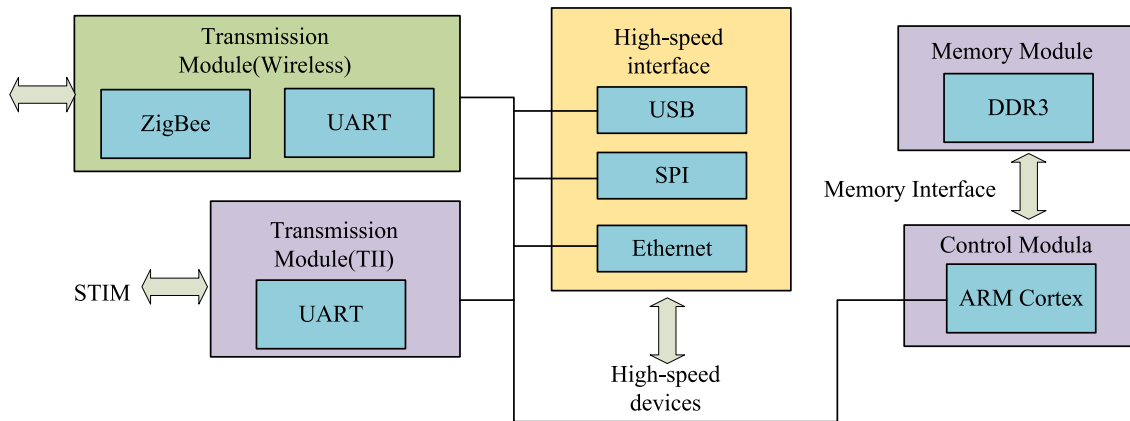 Transmission
Module(Wireless)
ZigBee
UART
Transmission
Module(TII)
UART
STIM
High-speed
interface
USB
SPI
Ethernet
High-speed
devices
Memory Module
DDR3
Memory Interface
Control Modula
ARM Cortex